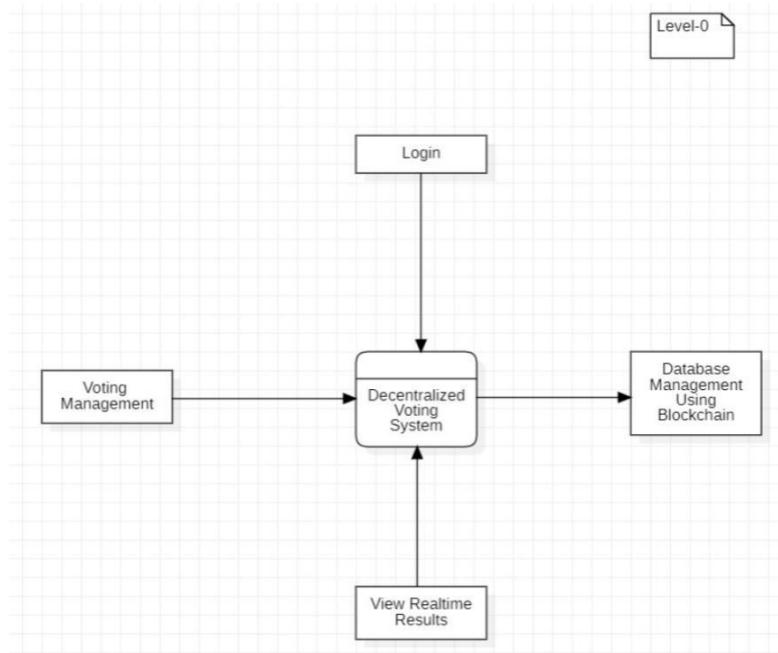 Level-0
Login
Voting
Management
Decentralized
Voting
System
Database
Management
Using
Blockchain
View Realtime
Results